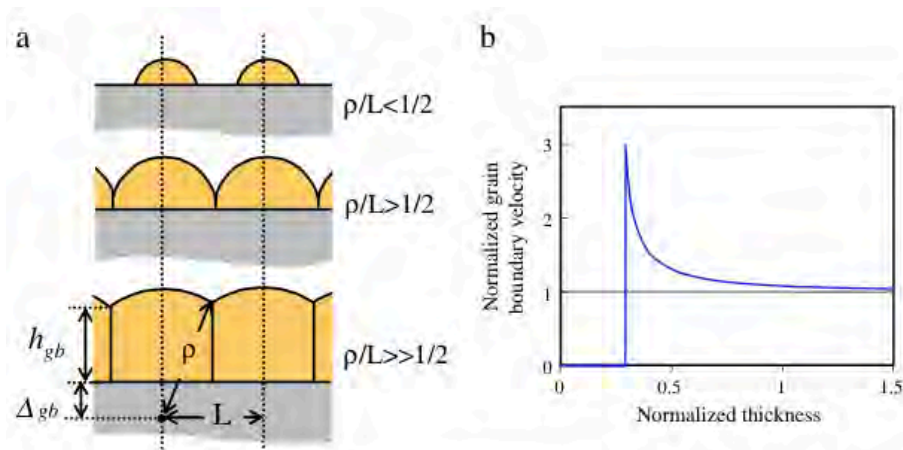 a
ρ/L<1/2
ρ/L>1/2
ρ/L>>1/2
h_gb
Δ_gb
ρ
L
b
Normalized grain
boundary velocity
3
2
1
0
0
0.5
1
1.5
Normalized thickness